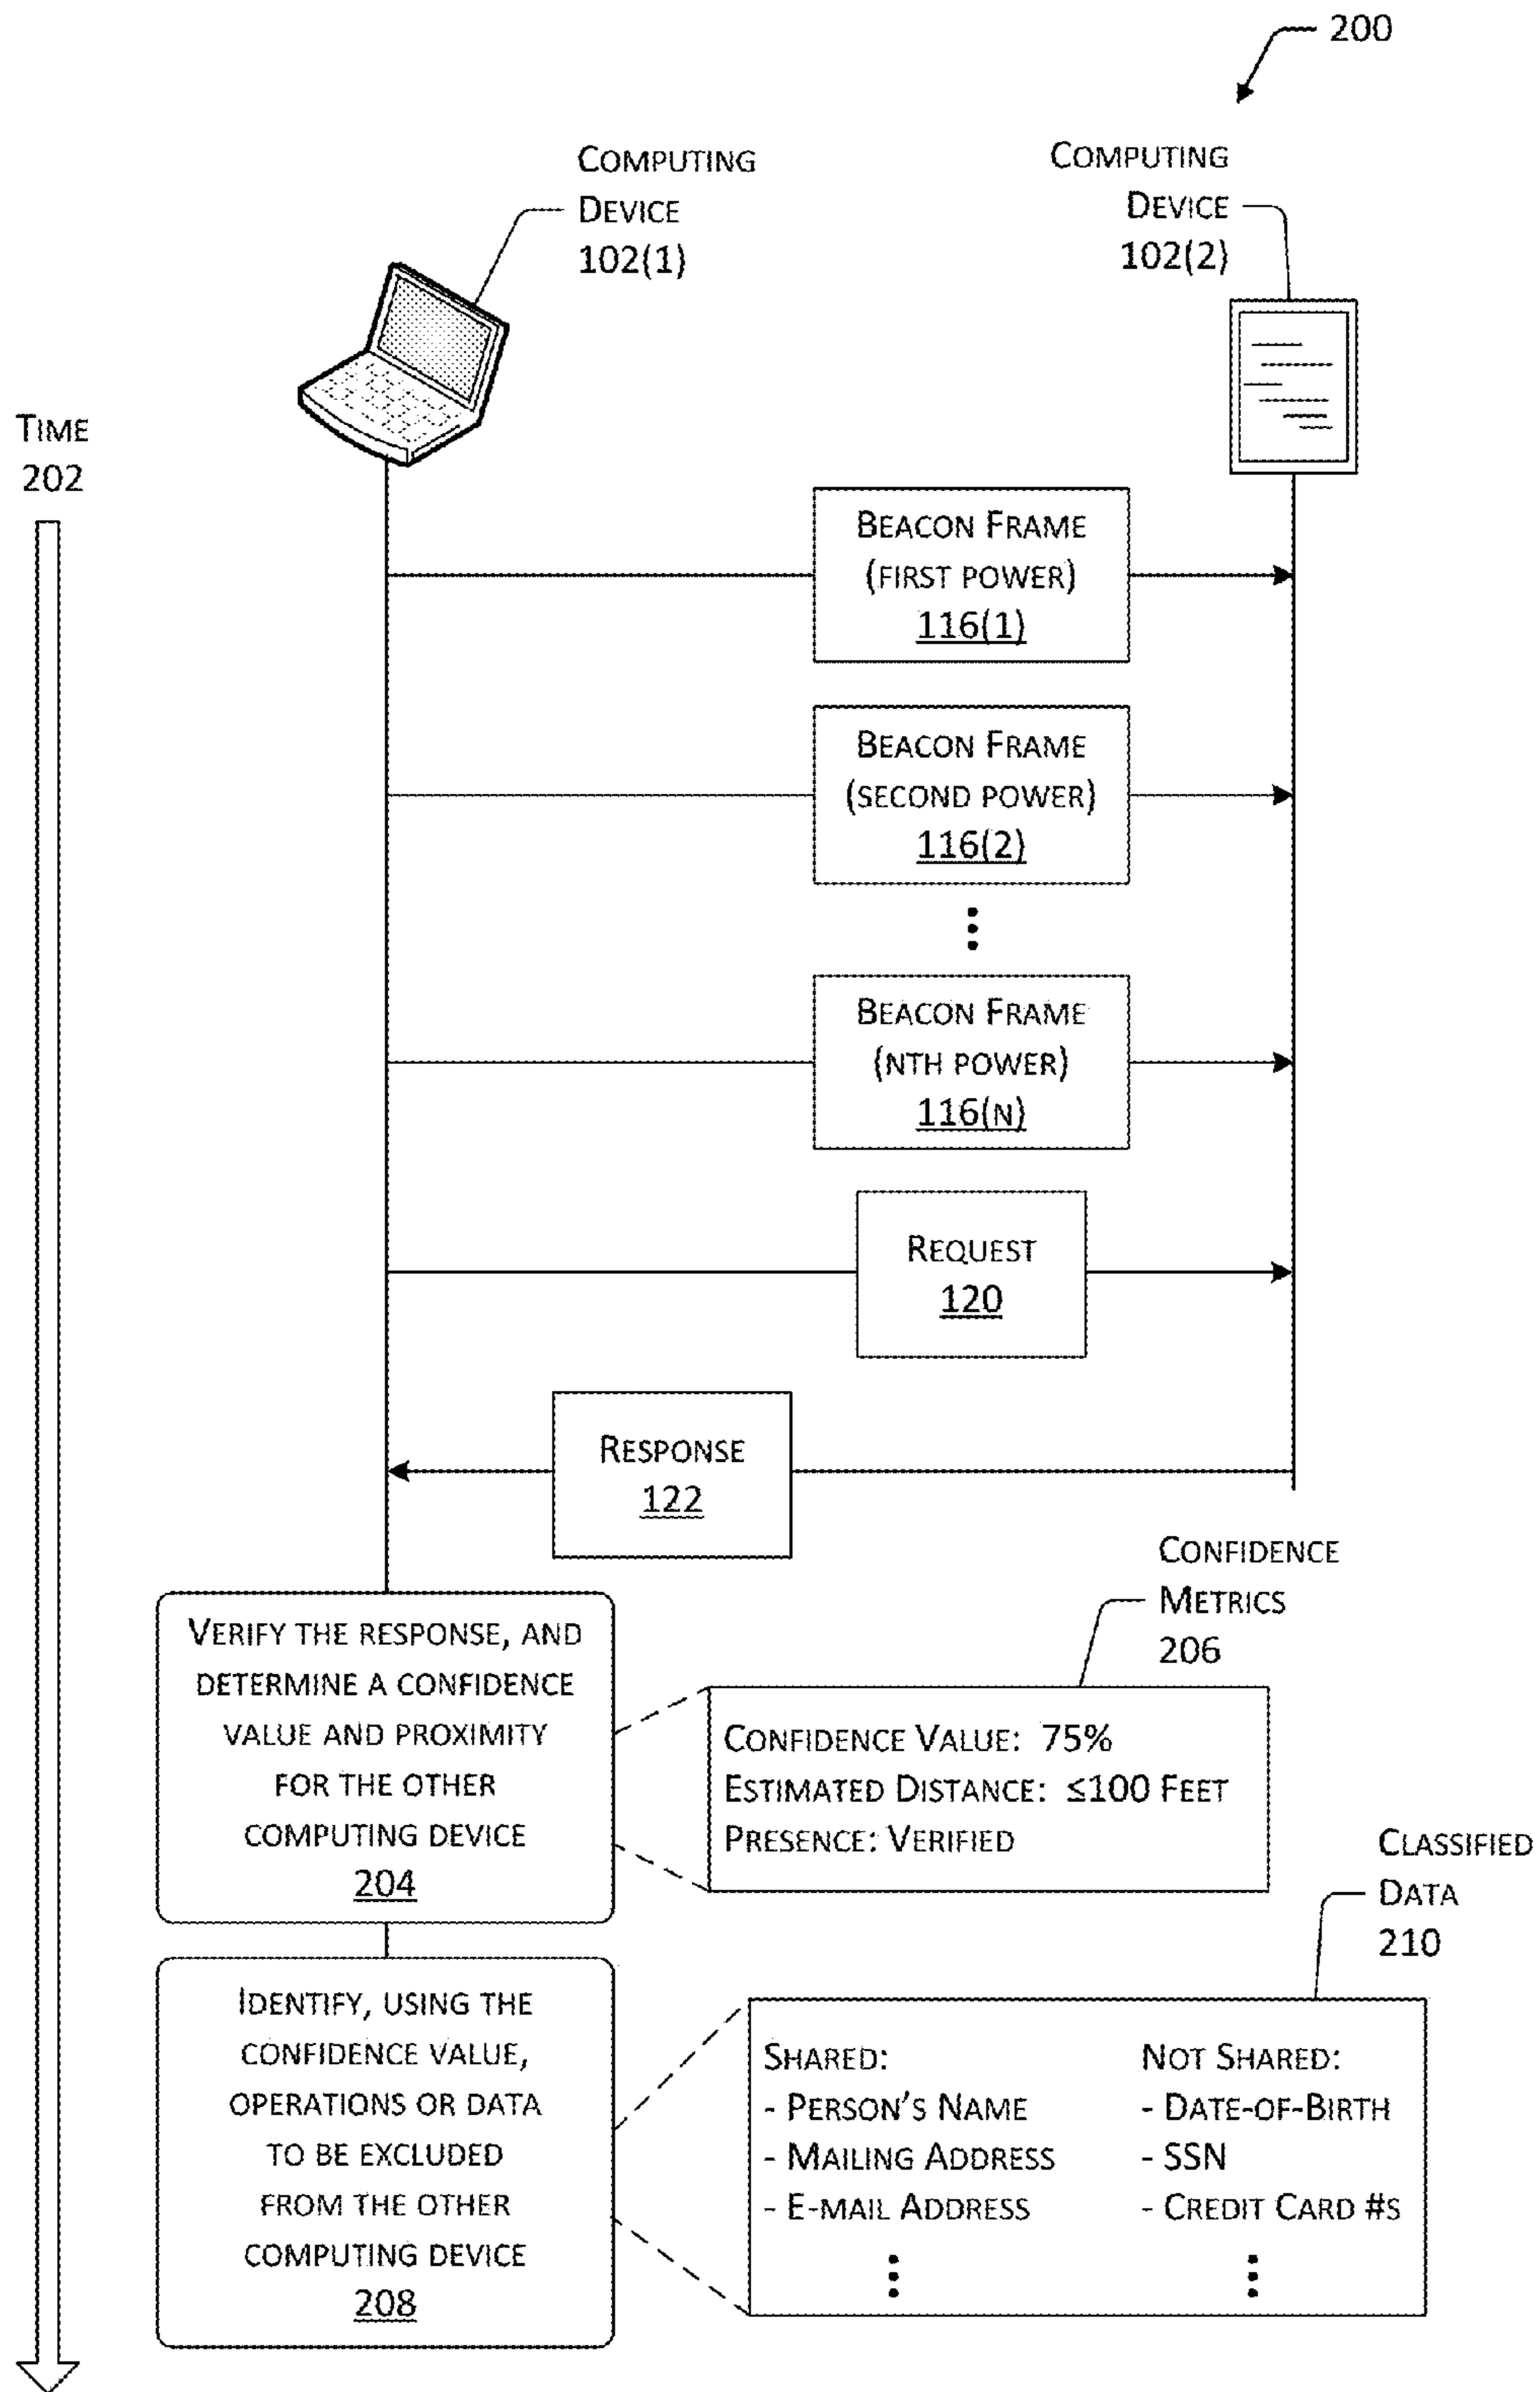 200
COMPUTING
DEVICE
102(1)
COMPUTING
DEVICE
102(2)
TIME
202
BEACON FRAME
(FIRST POWER)
116(1)
BEACON FRAME
(SECOND POWER)
116(2)
BEACON FRAME
(NTH POWER)
116(N)
REQUEST
120
RESPONSE
122
VERIFY THE RESPONSE, AND
DETERMINE A CONFIDENCE
VALUE AND PROXIMITY
FOR THE OTHER
COMPUTING DEVICE
204
CONFIDENCE
METRICS
206
CONFIDENCE VALUE: 75%
ESTIMATED DISTANCE: ≤100 FEET
PRESENCE: VERIFIED
IDENTIFY, USING THE
CONFIDENCE VALUE,
OPERATIONS OR DATA
TO BE EXCLUDED
FROM THE OTHER
COMPUTING DEVICE
208
CLASSIFIED
DATA
210
SHARED:
- PERSON'S NAME
- MAILING ADDRESS
- E-MAIL ADDRESS
NOT SHARED:
- DATE-OF-BIRTH
- SSN
- CREDIT CARD #S